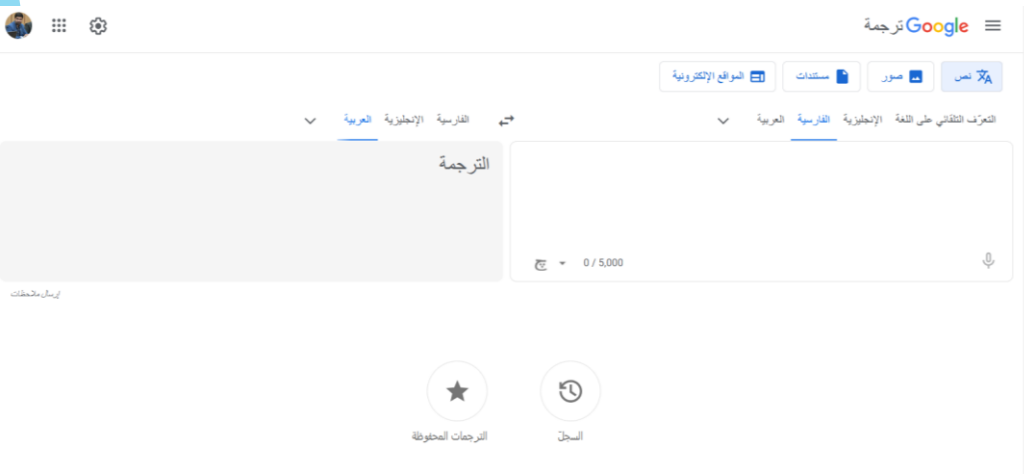 Google ترجمة
نص
صور
مستندات
المواقع الإلكترونية
التعرّف التلقائي على اللغة
الإنجليزية
الفارسية
العربية
الفارسية
الإنجليزية
العربية
الترجمة
0 / 5,000
إرسال ملاحظات
السجلّ
الترجمات المحفوظة